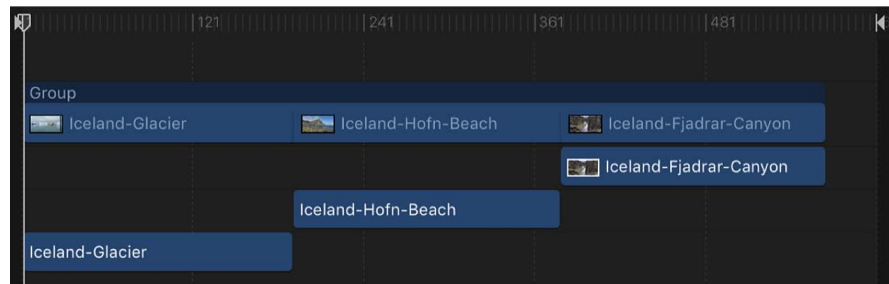 121 241 361 481
Group
Iceland-Glacier Iceland-Hofn-Beach Iceland-Fjadrar-Canyon
Iceland-Fjadrar-Canyon
Iceland-Hofn-Beach
Iceland-Glacier